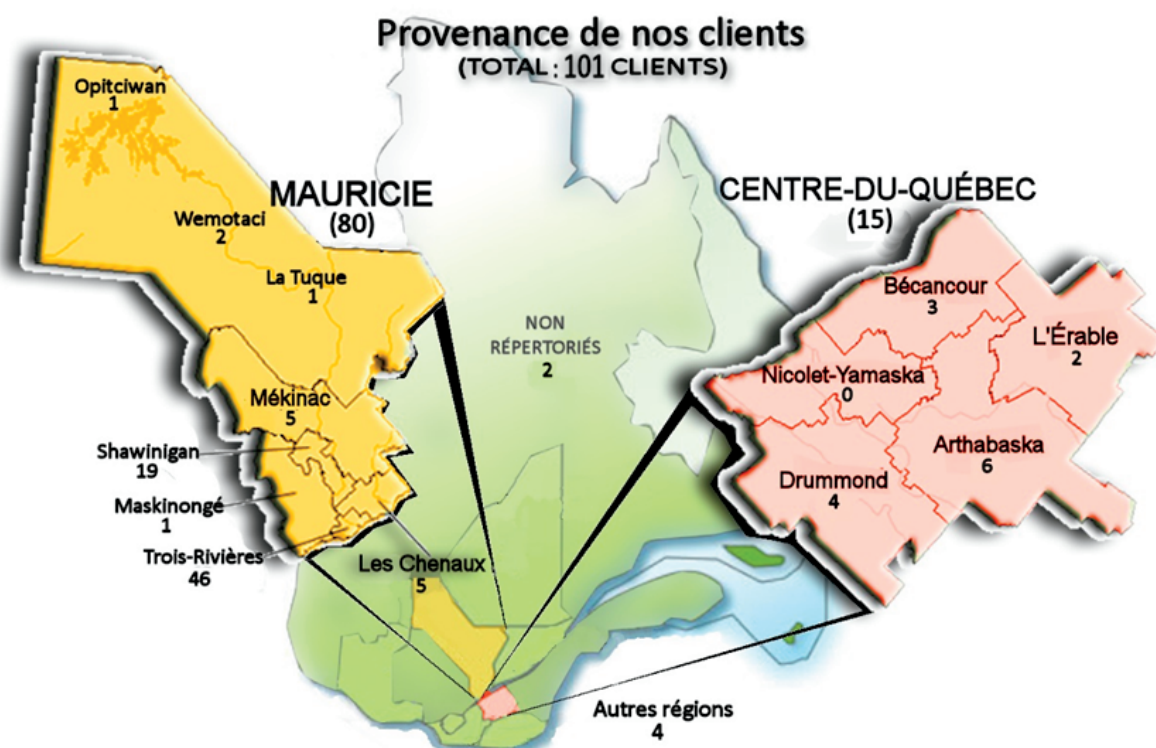 Provenance de nos clients
(TOTAL : 101 CLIENTS)
Opitciwan
1
MAURICIE
(80)
Wemotaci
2
La Tuque
1
Mékinac
5
Shawinigan
19
Maskinongé
1
Trois-Rivières
46
Les Chenaux
5
NON
RÉPERTORIÉS
2
CENTRE-DU-QUÉBEC
(15)
Bécancour
3
L'Érable
2
Nicolet-Yamaska
0
Arthabaska
6
Drummond
4
Autres régions
4